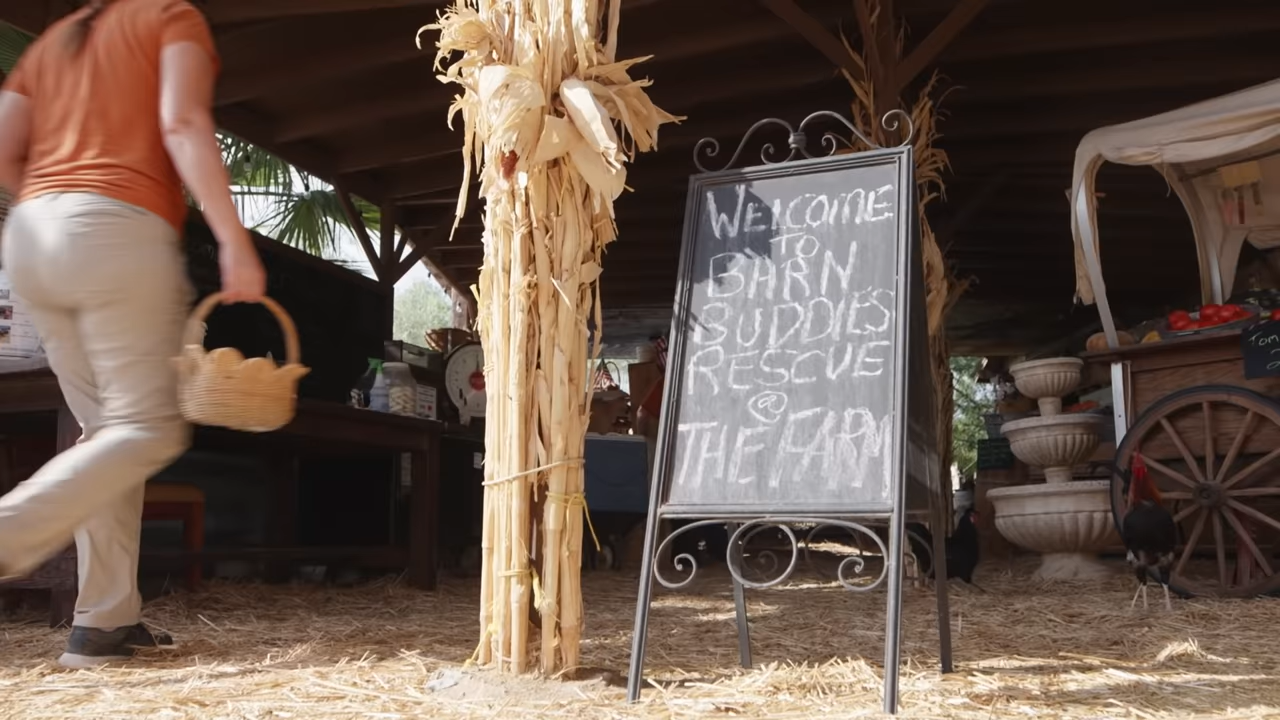 WELCOME
TO
BARN
BUDDIES
RESCUE
@
THE FARM